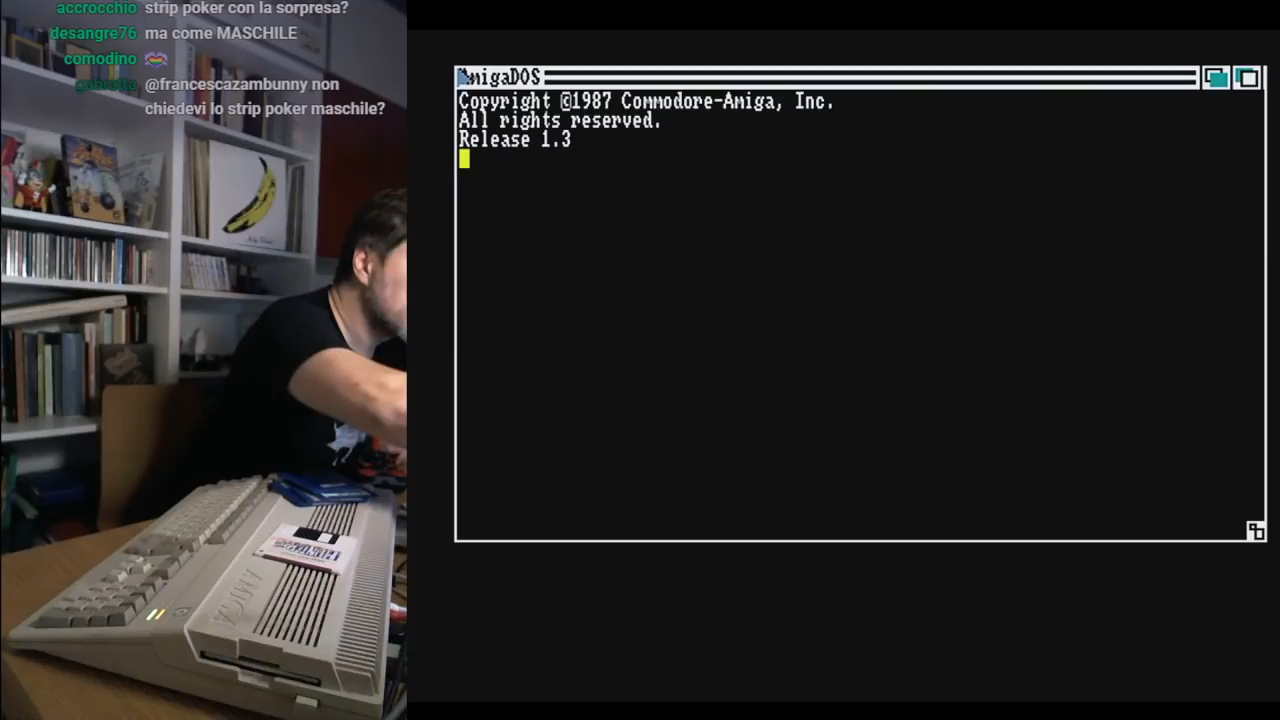 accrocchio strip poker con la sorpresa?
desangre76 ma come MASCHILE
comodino
gubrotta @francescazambunny non
chiedevi lo strip poker maschile?
AmigaDOS
Copyright ©1987 Commodore-Amiga, Inc.
All rights reserved.
Release 1.3
AMIGA